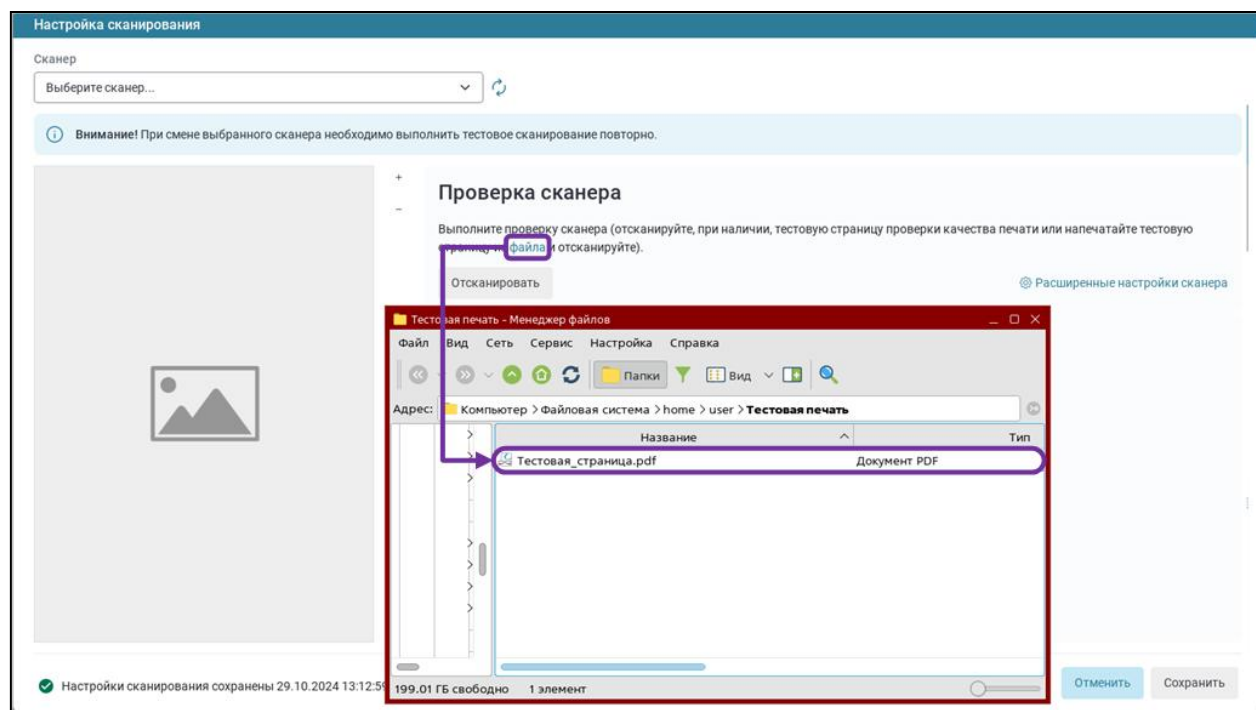 Настройка сканирования
Сканер
Выберите сканер...
Внимание! При смене выбранного сканера необходимо выполнить тестовое сканирование повторно.
+
−
Проверка сканера
Выполните проверку сканера (отсканируйте, при наличии, тестовую страницу проверки качества печати или напечатайте тестовую
страницу из файла и отсканируйте).
Отсканировать
Расширенные настройки сканера
Тестовая печать – Менеджер файлов
Файл Вид Сеть Сервис Настройка Справка
Папки Вид
Адрес: Компьютер > Файловая система > home > user > Тестовая печать
Название Тип
Тестовая_страница.pdf Документ PDF
199.01 ГБ свободно 1 элемент
Настройки сканирования сохранены 29.10.2024 13:12:59
Отменить Сохранить